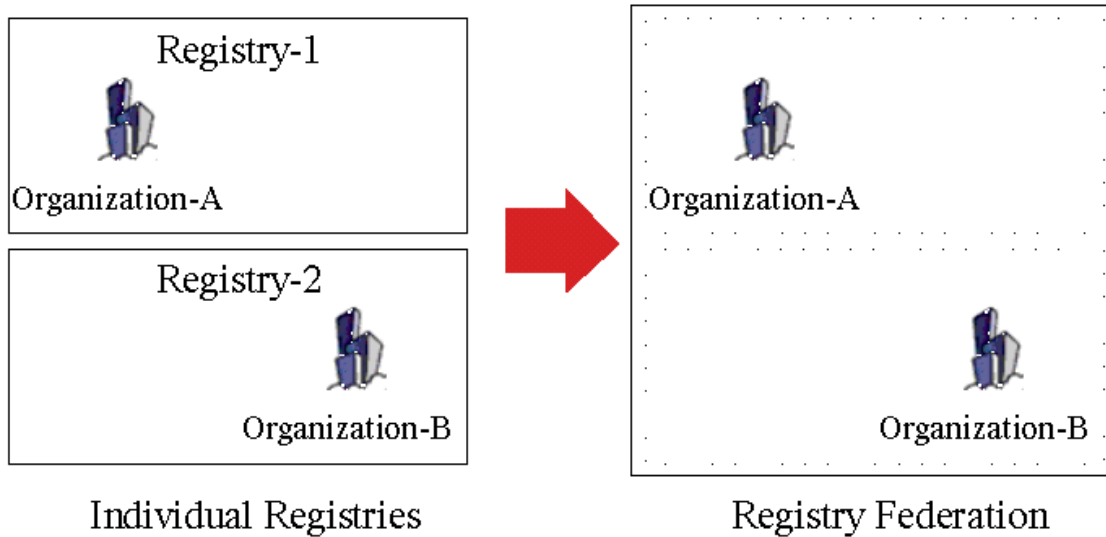 Registry-1
Organization-A
Registry-2
Organization-B
Individual Registries
Organization-A
Organization-B
Registry Federation